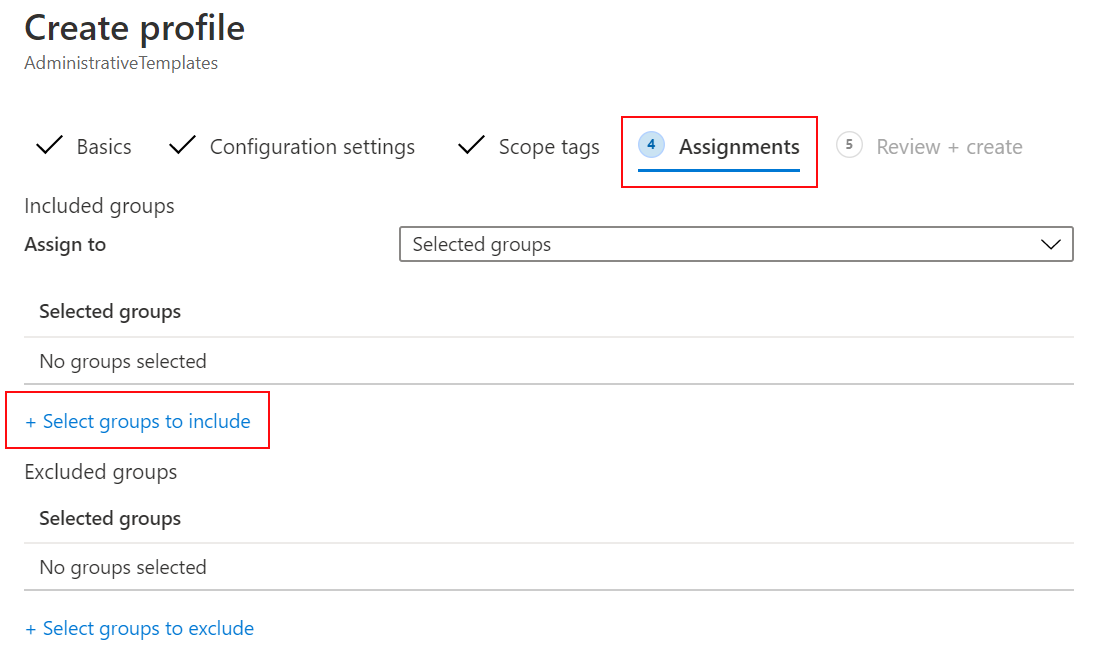 Create profile
AdministrativeTemplates
Basics Configuration settings Scope tags 4 Assignments 5 Review + create
Included groups
Assign to Selected groups
Selected groups
No groups selected
+ Select groups to include
Excluded groups
Selected groups
No groups selected
+ Select groups to exclude